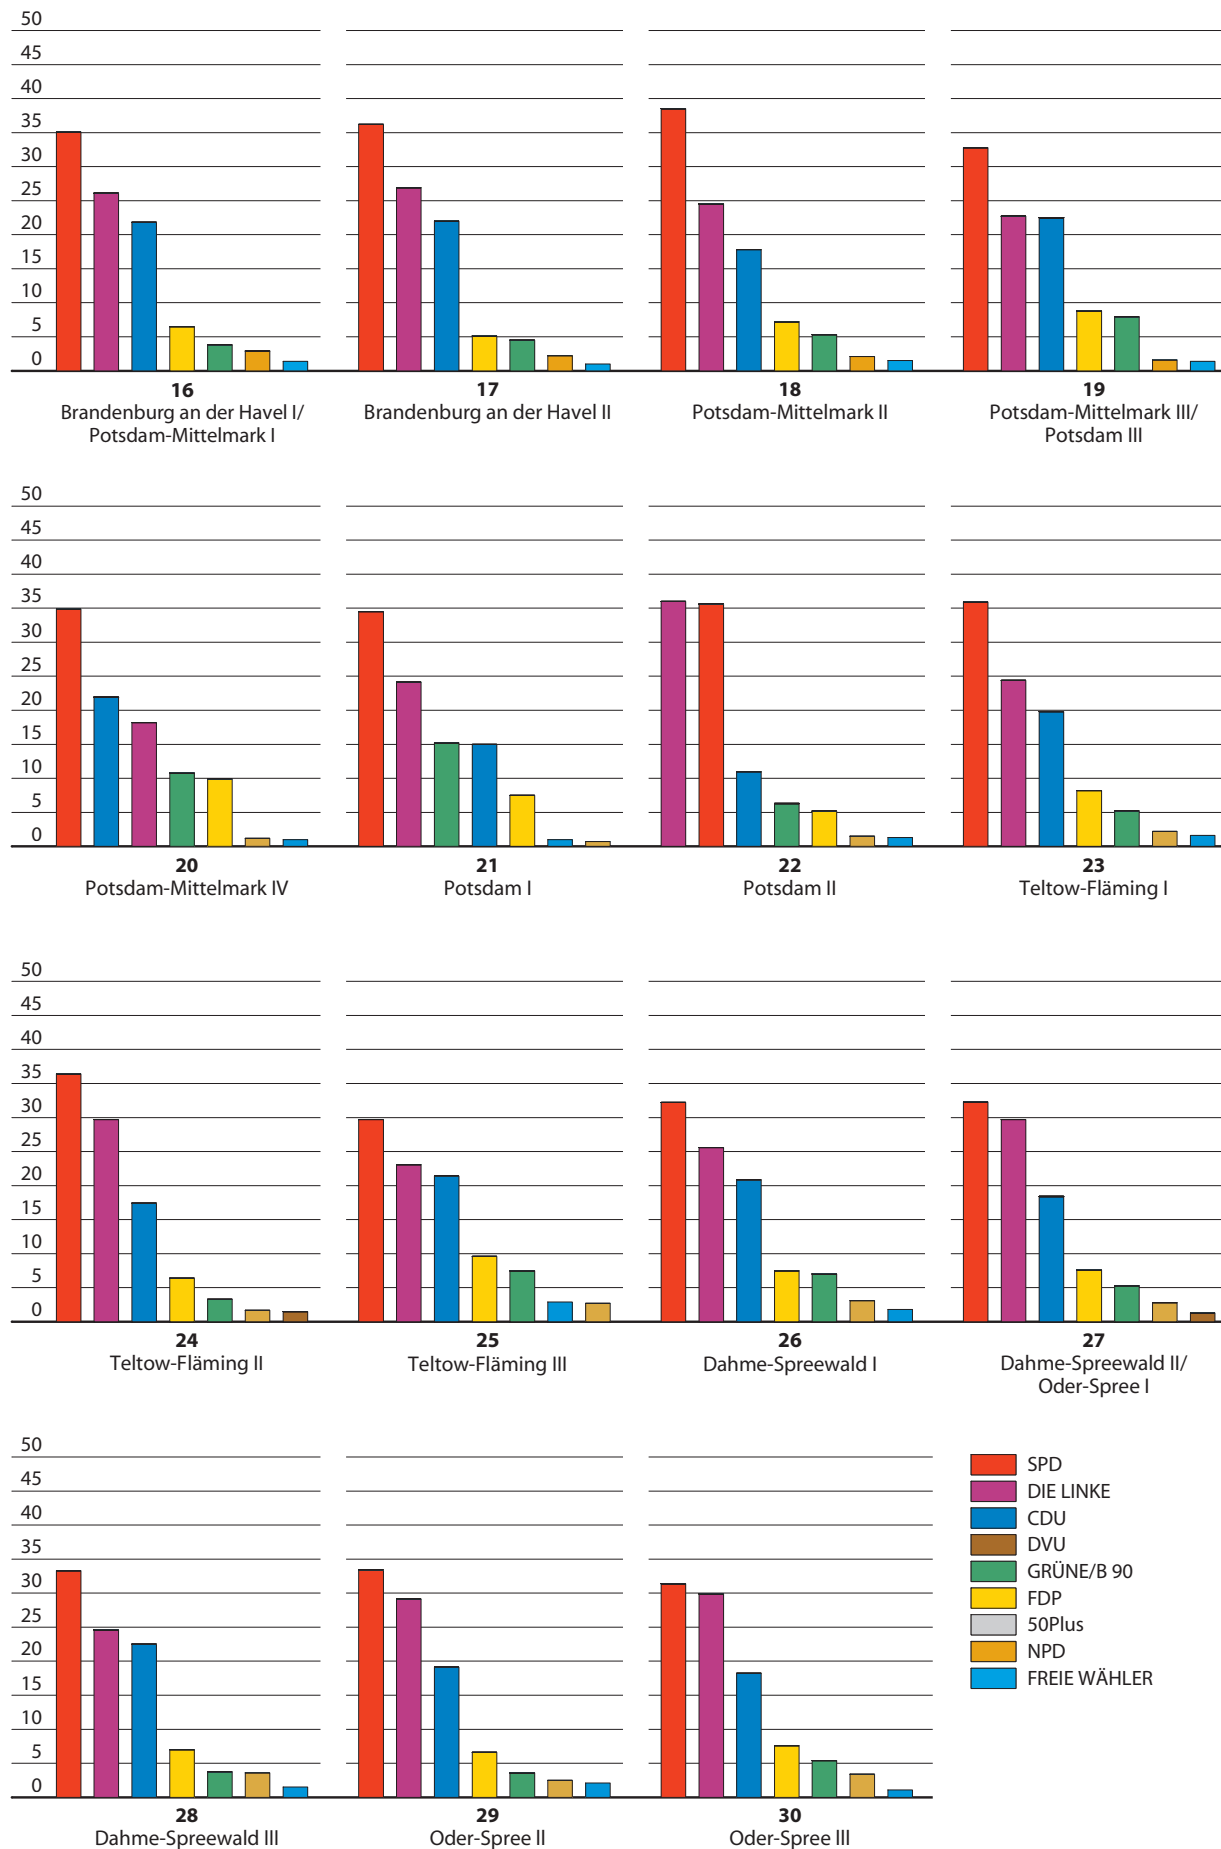 50
45
40
35
30
25
20
15
10
5
0
16 17 18 19
Brandenburg an der Havel I/ Brandenburg an der Havel II Potsdam-Mittelmark II Potsdam-Mittelmark III/
Potsdam-Mittelmark I Potsdam III
50
45
40
35
30
25
20
15
10
5
0
20 21 22 23
Potsdam-Mittelmark IV Potsdam I Potsdam II Teltow-Fläming I
50
45
40
35
30
25
20
15
10
5
0
24 25 26 27
Teltow-Fläming II Teltow-Fläming III Dahme-Spreewald I Dahme-Spreewald II/
Oder-Spree I
50
45
40
35
30
25
20
15
10
5
0
28 29 30
Dahme-Spreewald III Oder-Spree II Oder-Spree III
SPD
DIE LINKE
CDU
DVU
GRÜNE/B 90
FDP
50Plus
NPD
FREIE WÄHLER